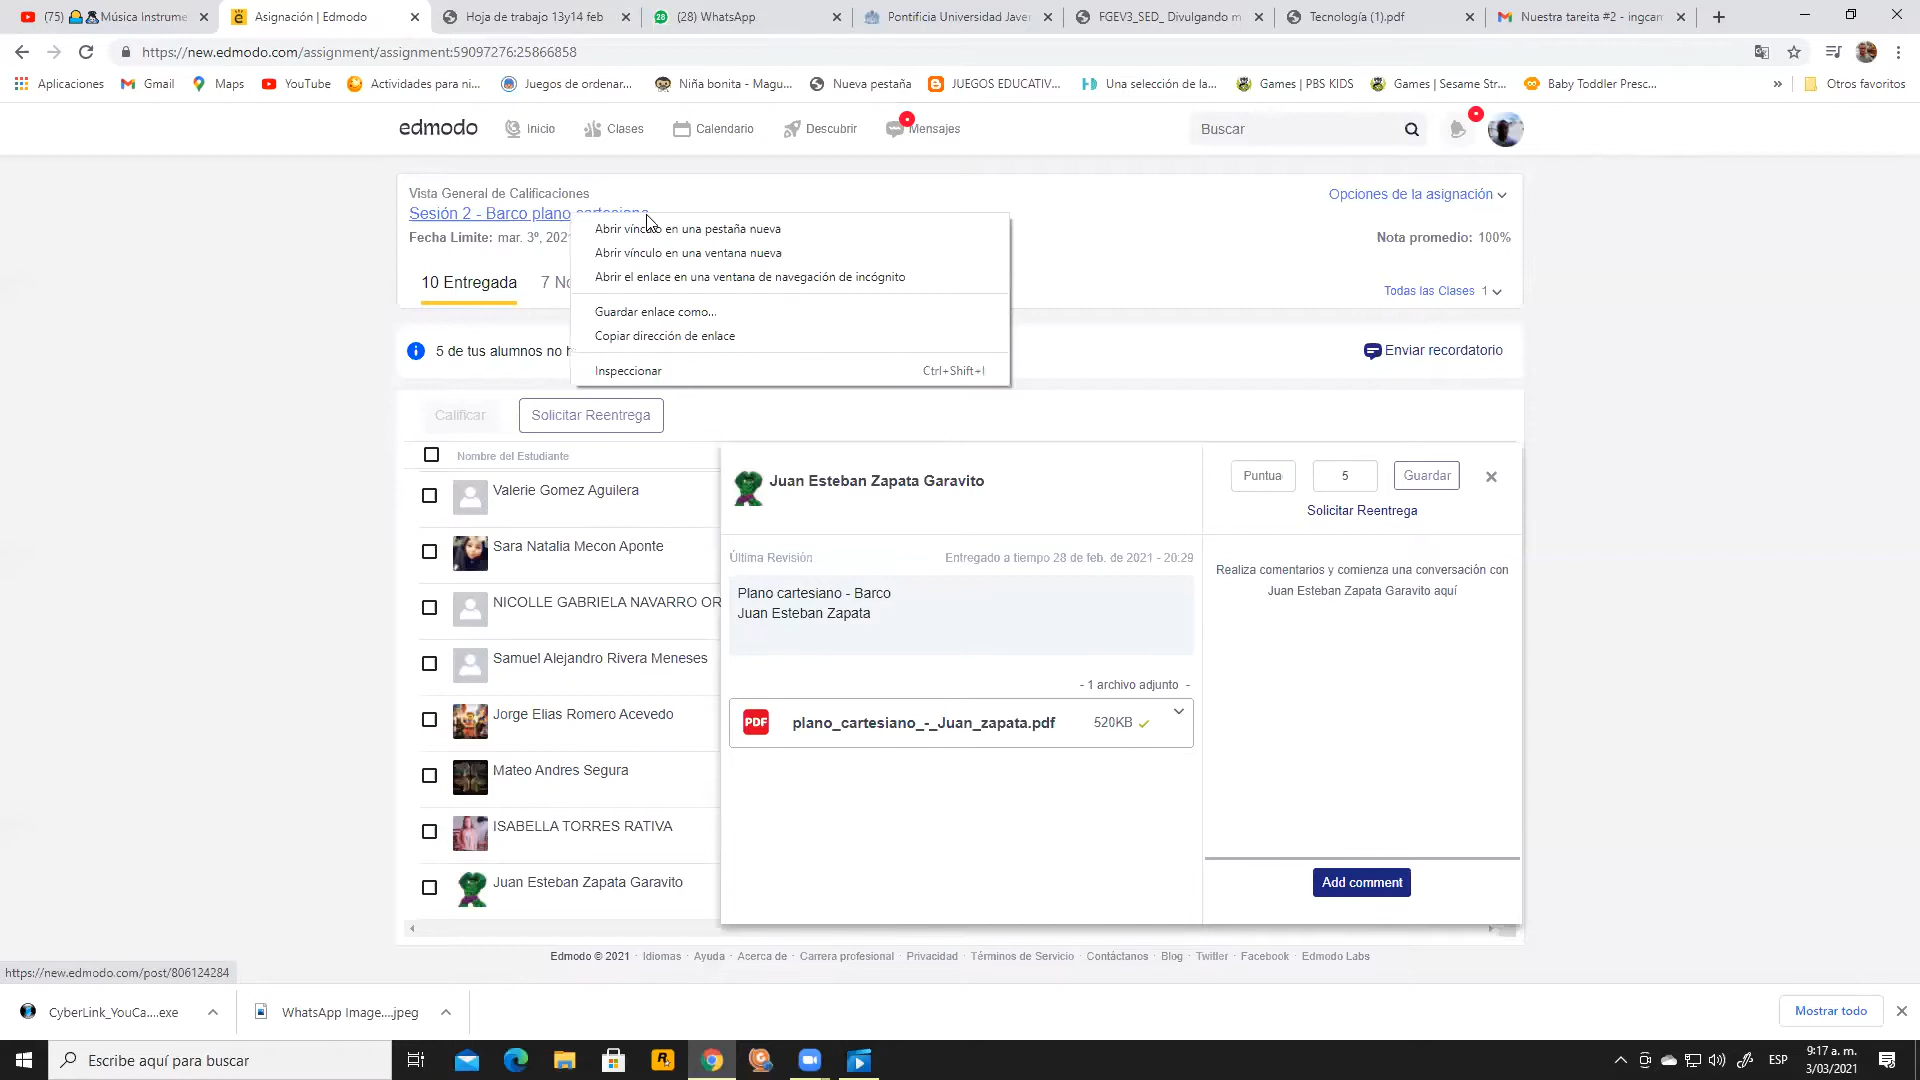 (75) Música Instrume
Asignación | Edmodo
Hoja de trabajo 13y14 feb
(28) WhatsApp
Pontificia Universidad Javer
FGEV3_SED_ Divulgando m
Tecnología (1).pdf
Nuestra tareita #2 - ingcam
https://new.edmodo.com/assignment/assignment:59097276:25866858
Aplicaciones
Gmail
Maps
YouTube
Actividades para ni...
Juegos de ordenar...
Niña bonita - Magu...
Nueva pestaña
JUEGOS EDUCATIV...
Una selección de la...
Games | PBS KIDS
Games | Sesame Str...
Baby Toddler Presc...
»
Otros favoritos
edmodo
Inicio
Clases
Calendario
Descubrir
Mensajes
Buscar
Vista General de Calificaciones
Opciones de la asignación
Sesión 2 - Barco plano cartesiano
Fecha Limite: mar. 3º, 2021
Nota promedio: 100%
10 Entregada
7 No
Todas las Clases 1
Abrir vínculo en una pestaña nueva
Abrir vínculo en una ventana nueva
Abrir el enlace en una ventana de navegación de incógnito
Guardar enlace como...
Copiar dirección de enlace
Inspeccionar Ctrl+Shift+I
5 de tus alumnos no h
Enviar recordatorio
Calificar
Solicitar Reentrega
Nombre del Estudiante
Valerie Gomez Aguilera
Sara Natalia Mecon Aponte
NICOLLE GABRIELA NAVARRO OR
Samuel Alejandro Rivera Meneses
Jorge Elias Romero Acevedo
Mateo Andres Segura
ISABELLA TORRES RATIVA
Juan Esteban Zapata Garavito
Juan Esteban Zapata Garavito
Puntua
5
Guardar
Solicitar Reentrega
Última Revisión
Entregado a tiempo 28 de feb. de 2021 - 20:29
Plano cartesiano - Barco
Juan Esteban Zapata
- 1 archivo adjunto -
PDF
plano_cartesiano_-_Juan_zapata.pdf
520KB
Realiza comentarios y comienza una conversación con
Juan Esteban Zapata Garavito aquí
Add comment
Edmodo © 2021 · Idiomas · Ayuda · Acerca de · Carrera profesional · Privacidad · Términos de Servicio · Contáctanos · Blog · Twitter · Facebook · Edmodo Labs
https://new.edmodo.com/post/806124284
CyberLink_YouCa....exe
WhatsApp Image....jpeg
Mostrar todo
Escribe aquí para buscar
ESP
9:17 a. m.
3/03/2021